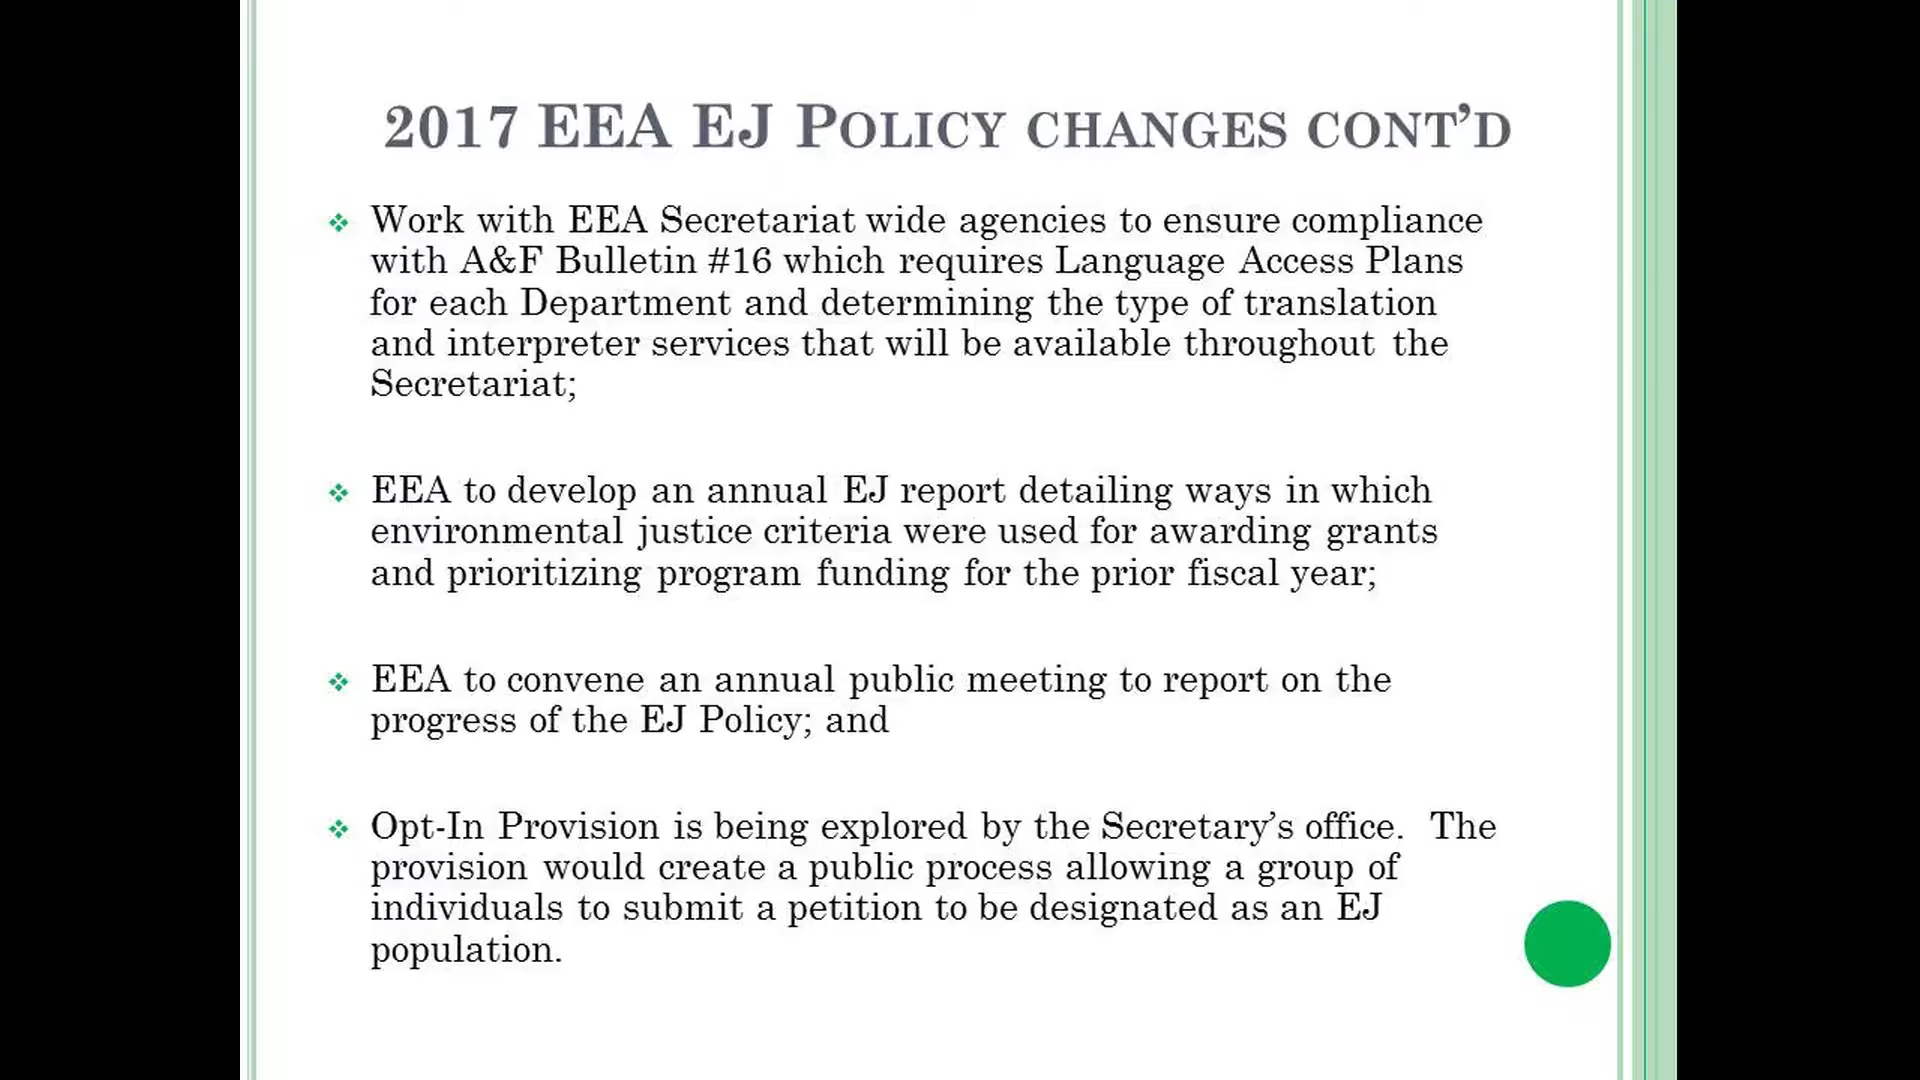 2017 EEA EJ Policy changes cont’d
Work with EEA Secretariat wide agencies to ensure compliance
with A&F Bulletin #16 which requires Language Access Plans
for each Department and determining the type of translation
and interpreter services that will be available throughout the
Secretariat;
EEA to develop an annual EJ report detailing ways in which
environmental justice criteria were used for awarding grants
and prioritizing program funding for the prior fiscal year;
EEA to convene an annual public meeting to report on the
progress of the EJ Policy; and
Opt-In Provision is being explored by the Secretary’s office.  The
provision would create a public process allowing a group of
individuals to submit a petition to be designated as an EJ
population.